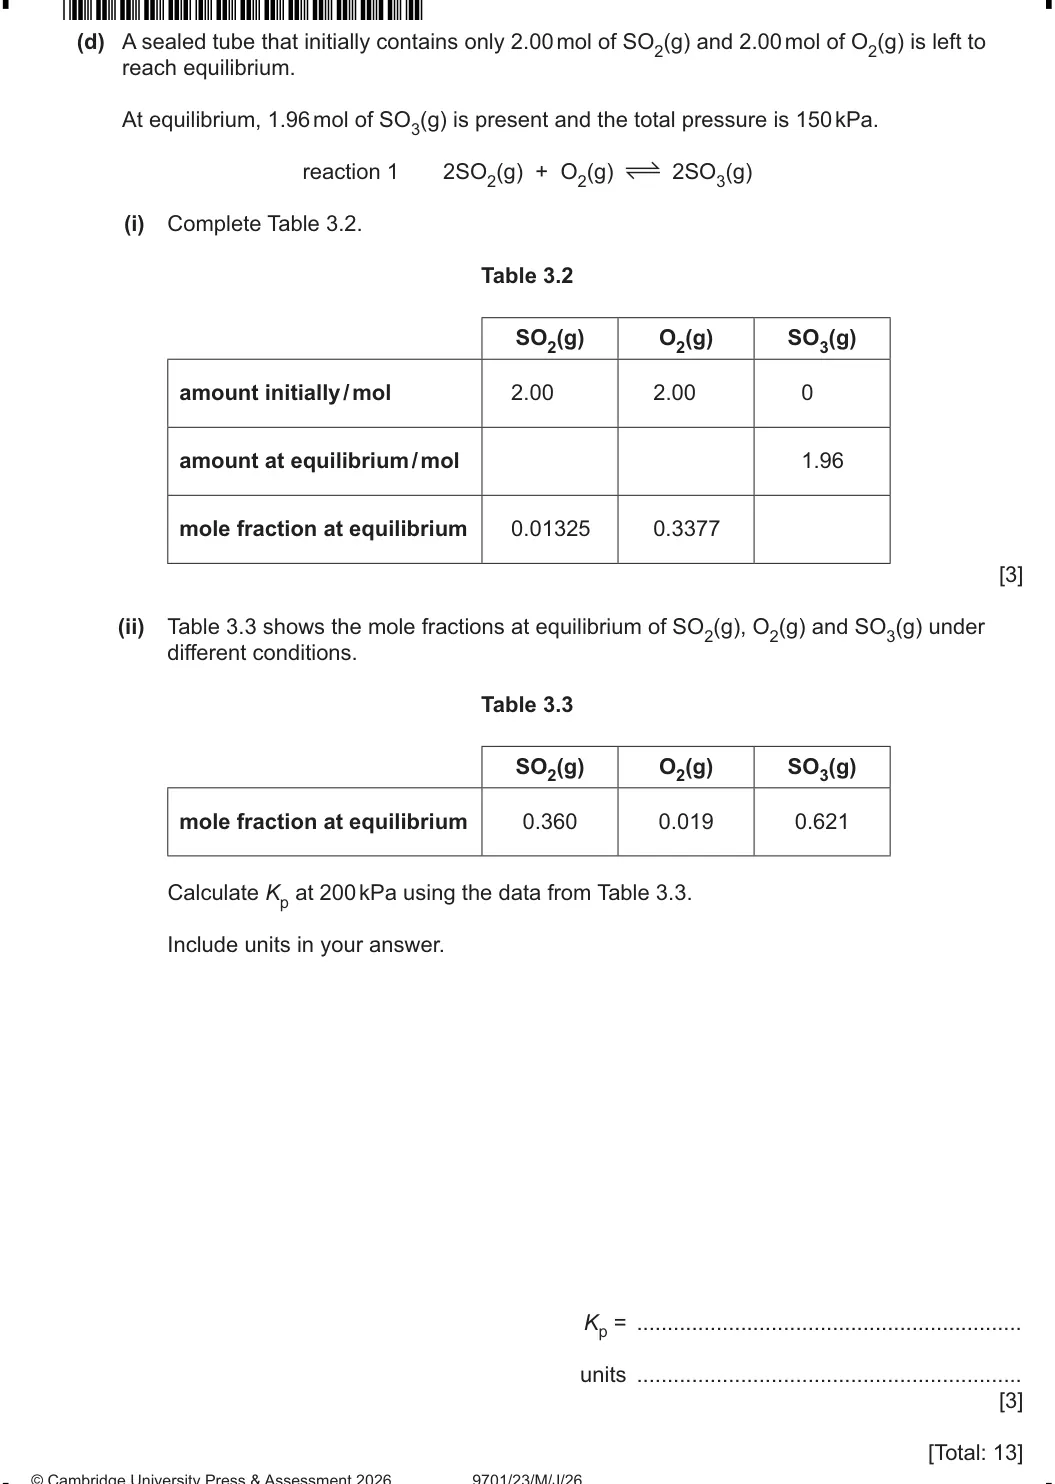 (d) A sealed tube that initially contains only 2.00 mol of SO2(g) and 2.00 mol of O2(g) is left to
reach equilibrium.
At equilibrium, 1.96 mol of SO3(g) is present and the total pressure is 150 kPa.
reaction 1 2SO2(g) + O2(g) ⇌ 2SO3(g)
(i) Complete Table 3.2.
Table 3.2
SO2(g) O2(g) SO3(g)
amount initially / mol 2.00 2.00 0
amount at equilibrium / mol 1.96
mole fraction at equilibrium 0.01325 0.3377
[3]
(ii) Table 3.3 shows the mole fractions at equilibrium of SO2(g), O2(g) and SO3(g) under
different conditions.
Table 3.3
SO2(g) O2(g) SO3(g)
mole fraction at equilibrium 0.360 0.019 0.621
Calculate Kp at 200 kPa using the data from Table 3.3.
Include units in your answer.
Kp = ................................................................
units ................................................................
[3]
[Total: 13]
© Cambridge University Press & Assessment 2026 9701/23/M/J/26